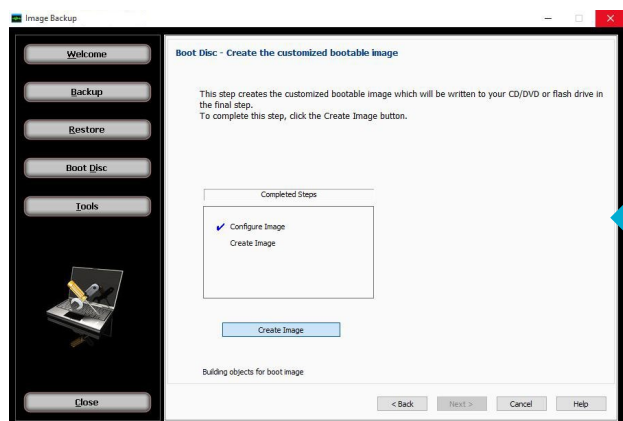 Image Backup
Welcome
Backup
Restore
Boot Disc
Tools
Close
Boot Disc - Create the customized bootable image
This step creates the customized bootable image which will be written to your CD/DVD or flash drive in
the final step.
To complete this step, click the Create Image button.
Completed Steps
✔ Configure Image
Create Image
Create Image
Building objects for boot image
< Back
Next >
Cancel
Help